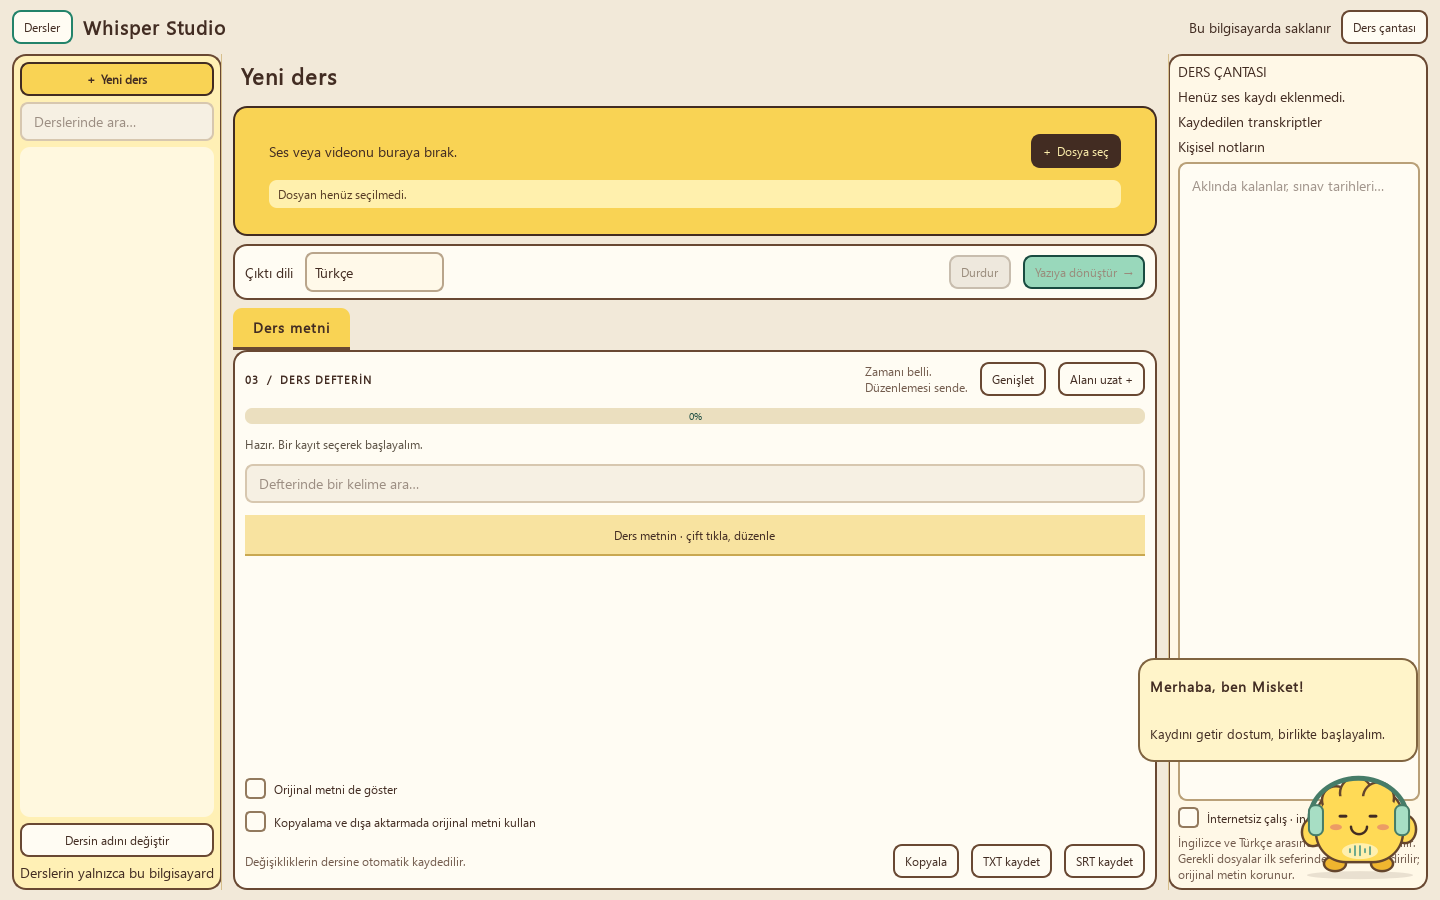 Dersler
Whisper Studio
Bu bilgisayarda saklanır
Ders çantası
+ Yeni ders
Derslerinde ara...
Dersin adını değiştir
Derslerin yalnızca bu bilgisayard
Yeni ders
Ses veya videonu buraya bırak.
+ Dosya seç
Dosyan henüz seçilmedi.
Çıktı dili
Türkçe
Durdur
Yazıya dönüştür →
Ders metni
03 / DERS DEFTERİN
Zamanı belli.
Düzenlemesi sende.
Genişlet
Alanı uzat +
0%
Hazır. Bir kayıt seçerek başlayalım.
Defterinde bir kelime ara...
Ders metnin · çift tıkla, düzenle
Orijinal metni de göster
Kopyalama ve dışa aktarmada orijinal metni kullan
Değişikliklerin dersine otomatik kaydedilir.
Kopyala
TXT kaydet
SRT kaydet
DERS ÇANTASI
Henüz ses kaydı eklenmedi.
Kaydedilen transkriptler
Kişisel notların
Aklında kalanlar, sınav tarihleri...
Merhaba, ben Misket!
Kaydını getir dostum, birlikte başlayalım.
İnternetsiz çalış · in
İngilizce ve Türkçe arasın
Gerekli dosyalar ilk seferinde dirilir;
orijinal metin korunur.